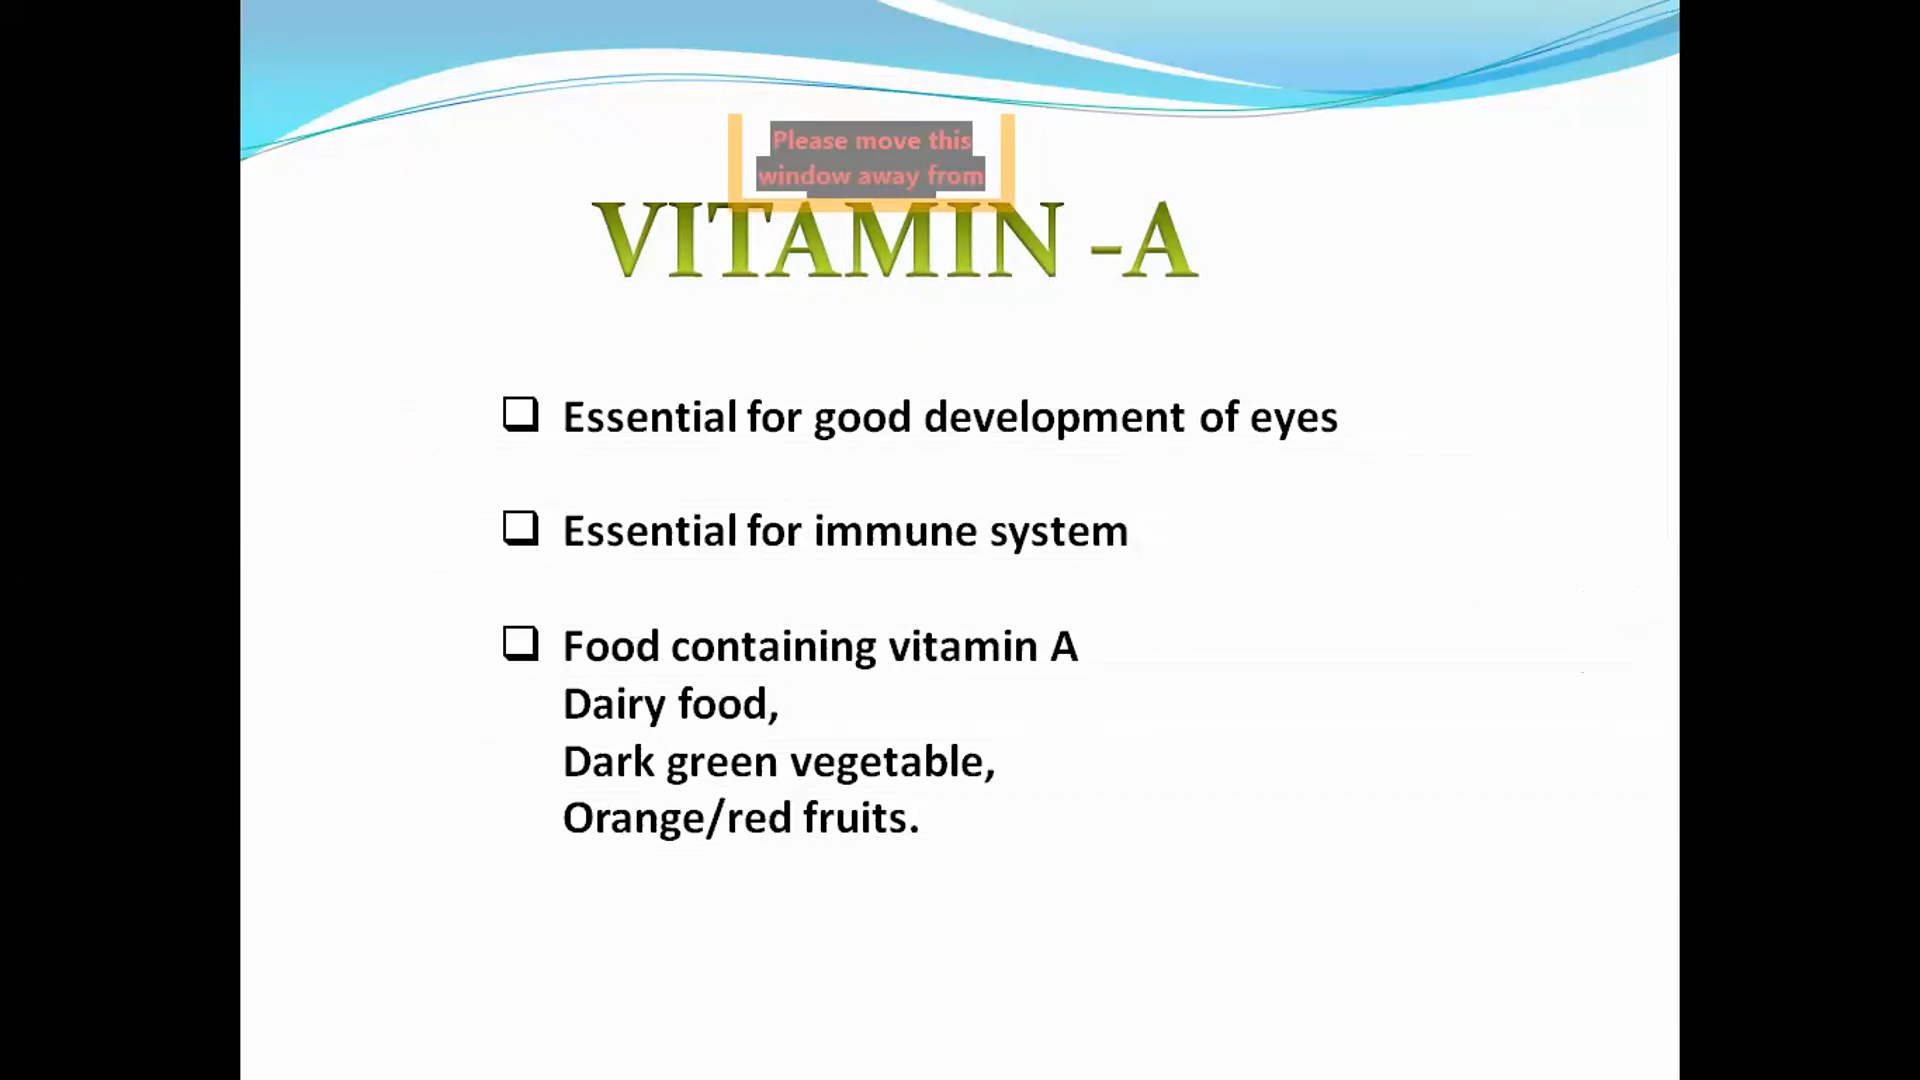 Please move this
window away from
VITAMIN -A
Essential for good development of eyes
Essential for immune system
Food containing vitamin A
Dairy food,
Dark green vegetable,
Orange/red fruits.